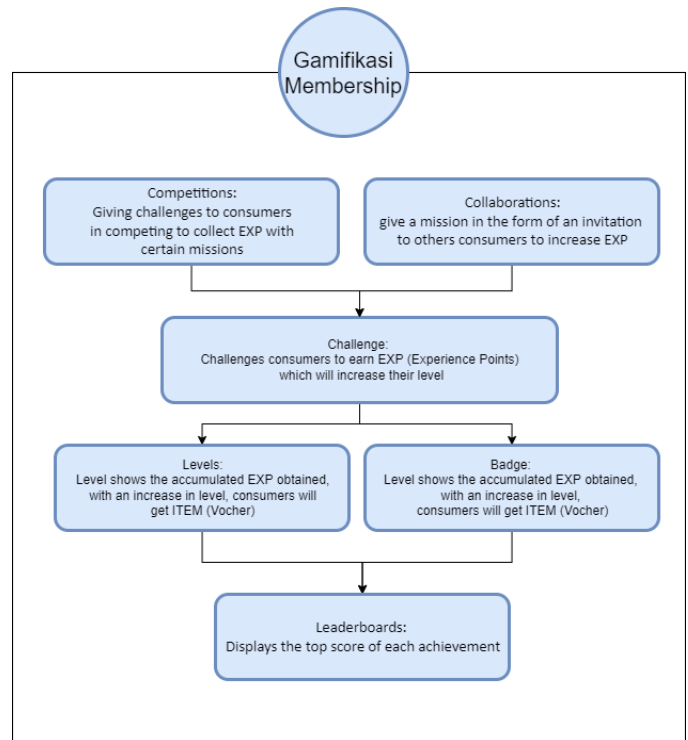 Gamifikasi
Membership
Competitions:
Giving challenges to consumers
in competing to collect EXP with
certain missions
Collaborations:
give a mission in the form of an invitation
to others consumers to increase EXP
Challenge:
Challenges consumers to earn EXP (Experience Points)
which will increase their level
Levels:
Level shows the accumulated EXP obtained,
with an increase in level, consumers will
get ITEM (Vocher)
Badge:
Level shows the accumulated EXP obtained,
with an increase in level,
consumers will get ITEM (Vocher)
Leaderboards:
Displays the top score of each achievement